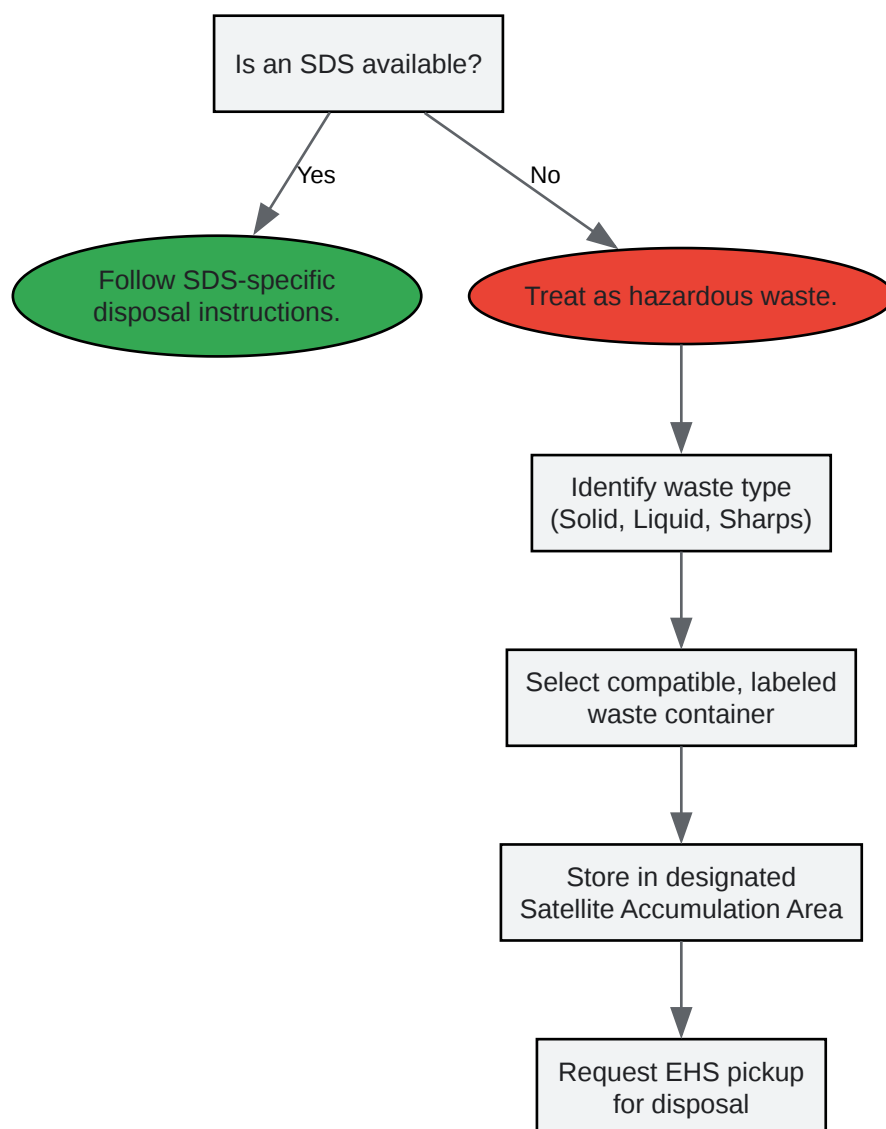 Is an SDS available?
Yes
No
Follow SDS-specific
disposal instructions.
Treat as hazardous waste.
Identify waste type
(Solid, Liquid, Sharps)
Select compatible, labeled
waste container
Store in designated
Satellite Accumulation Area
Request EHS pickup
for disposal